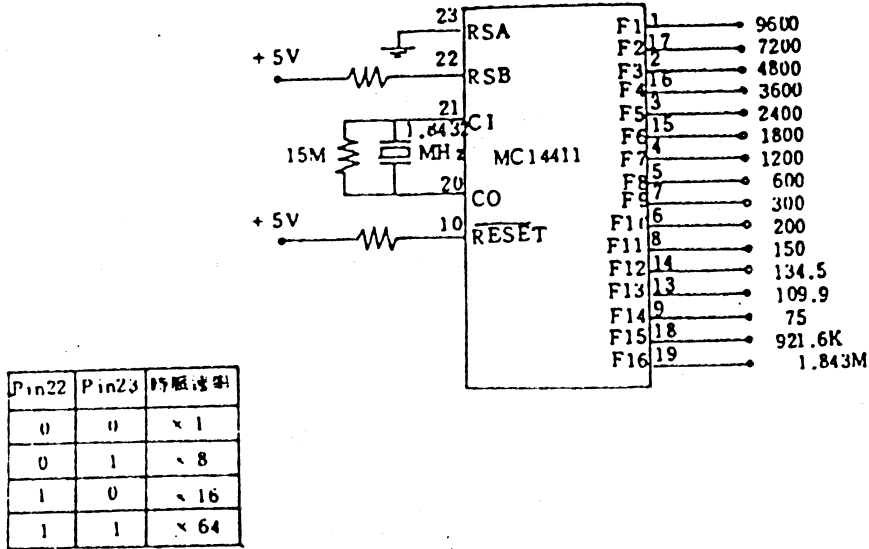 23
RSA
+ 5V
22
RSB
21
CI
1.8432
15M
MHz
MC14411
20
CO
+ 5V
10
RESET
F1 1 9600
F2 17 7200
F3 2 4800
F4 16 3600
F5 3 2400
F6 15 1800
F7 4 1200
F8 5 600
F9 7 300
F10 6 200
F11 8 150
F12 14 134.5
F13 13 109.9
F14 9 75
F15 18 921.6K
F16 19 1.843M
Pin22 Pin23 時脈速率
0 0 × 1
0 1 × 8
1 0 × 16
1 1 × 64